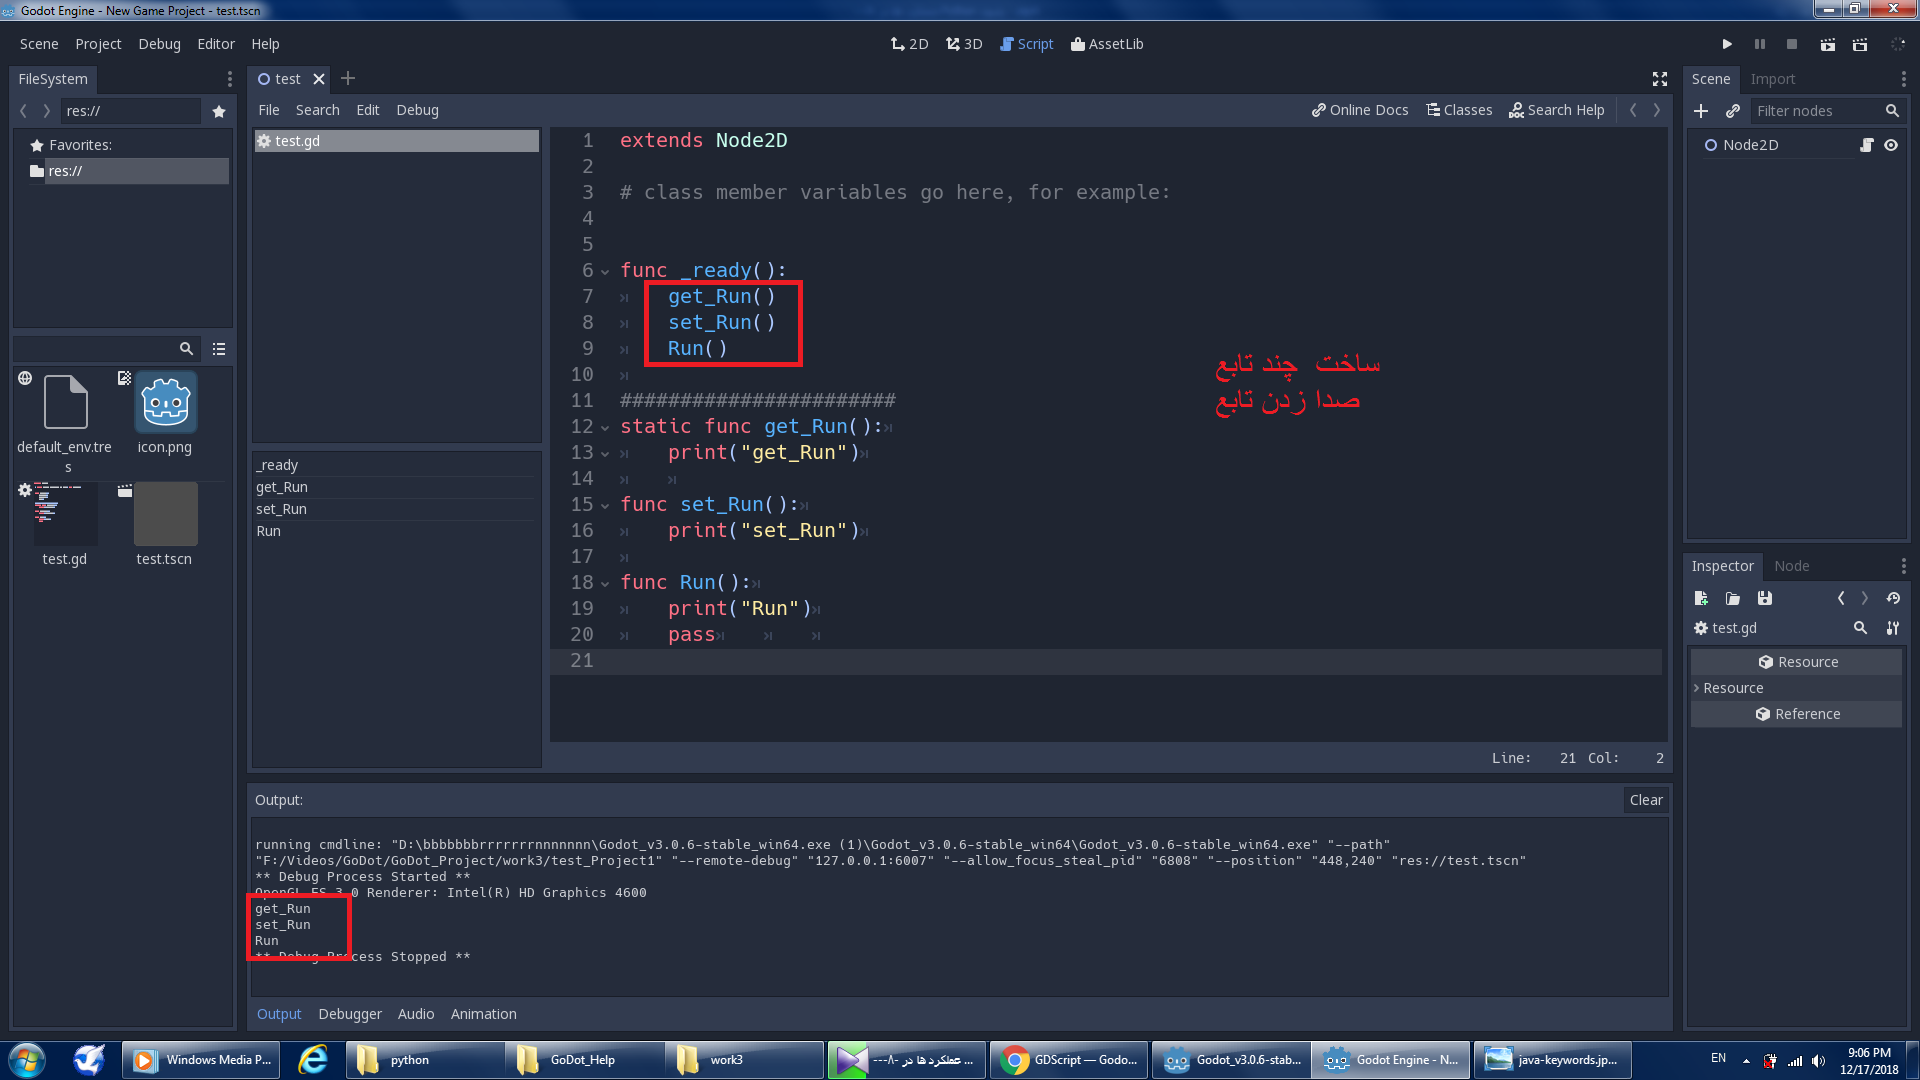 Godot Engine - New Game Project - test.tscn
Scene Project Debug Editor Help
2D 3D Script AssetLib
FileSystem
res://
Favorites:
res://
default_env.tres
icon.png
test.gd
test.tscn
test
File Search Edit Debug
Online Docs Classes Search Help
test.gd
_ready
get_Run
set_Run
Run
1 extends Node2D
2
3 # class member variables go here, for example:
4
5
6 func _ready():
7 get_Run()
8 set_Run()
9 Run()
10
11 #######################
12 static func get_Run():
13 print("get_Run")
14
15 func set_Run():
16 print("set_Run")
17
18 func Run():
19 print("Run")
20 pass
21
ساخت چند تابع
صدا زدن تابع
Line: 21 Col: 2
Output:
Clear
running cmdline: "D:\bbbbbbbrrrrrrrnnnnnnn\Godot_v3.0.6-stable_win64.exe (1)\Godot_v3.0.6-stable_win64\Godot_v3.0.6-stable_win64.exe" "--path"
"F:/Videos/GoDot/GoDot_Project/work3/test_Project1" "--remote-debug" "127.0.0.1:6007" "--allow_focus_steal_pid" "6808" "--position" "448,240" "res://test.tscn"
** Debug Process Started **
OpenGL ES 3.0 Renderer: Intel(R) HD Graphics 4600
get_Run
set_Run
Run
** Debug Process Stopped **
Output Debugger Audio Animation
Scene Import
Filter nodes
Node2D
Inspector Node
test.gd
Resource
Resource
Reference
Windows Media P...
python
GoDot_Help
work3
عملکرد ها در -8---...
GDScript — Godo...
Godot_v3.0.6-stab...
Godot Engine - N...
java-keywords.jp...
EN
9:06 PM
12/17/2018